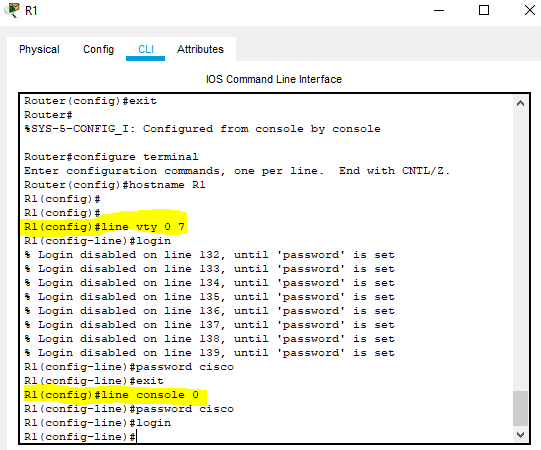 R1
Physical Config CLI Attributes
IOS Command Line Interface
Router(config)#exit
Router#
%SYS-5-CONFIG_I: Configured from console by console
Router#configure terminal
Enter configuration commands, one per line.  End with CNTL/Z.
Router(config)#hostname R1
R1(config)#
R1(config)#
R1(config)#line vty 0 7
R1(config-line)#login
% Login disabled on line 132, until 'password' is set
% Login disabled on line 133, until 'password' is set
% Login disabled on line 134, until 'password' is set
% Login disabled on line 135, until 'password' is set
% Login disabled on line 136, until 'password' is set
% Login disabled on line 137, until 'password' is set
% Login disabled on line 138, until 'password' is set
% Login disabled on line 139, until 'password' is set
R1(config-line)#password cisco
R1(config-line)#exit
R1(config)#line console 0
R1(config-line)#password cisco
R1(config-line)#login
R1(config-line)#